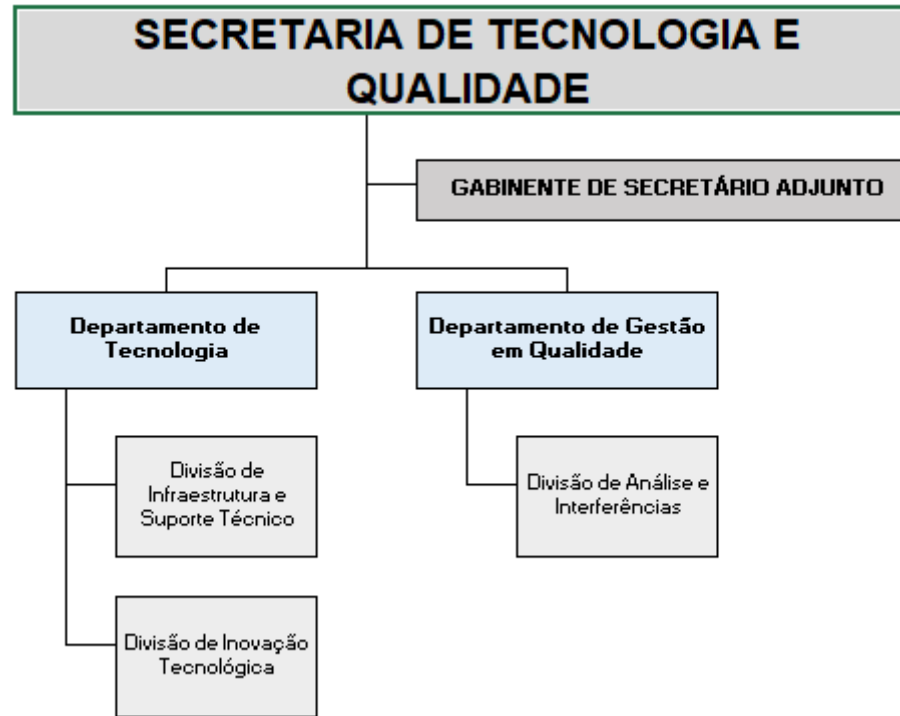 SECRETARIA DE TECNOLOGIA E
QUALIDADE
GABINENTE DE SECRETÁRIO ADJUNTO
Departamento de
Tecnologia
Departamento de Gestão
em Qualidade
Divisão de
Infraestrutura e
Suporte Técnico
Divisão de Análise e
Interferências
Divisão de Inovação
Tecnológica